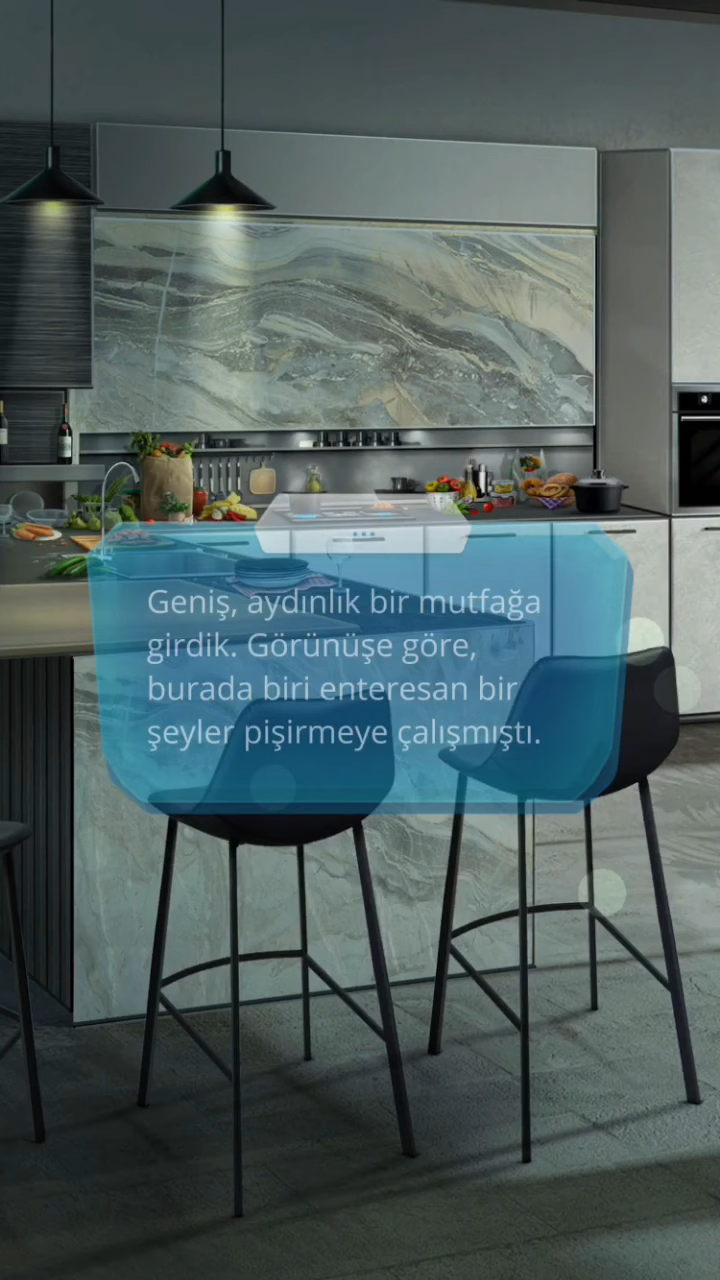 Geniş, aydınlık bir mutfağa
girdik. Görünüşe göre,
burada biri enteresan bir
şeyler pişirmeye çalışmıştı.